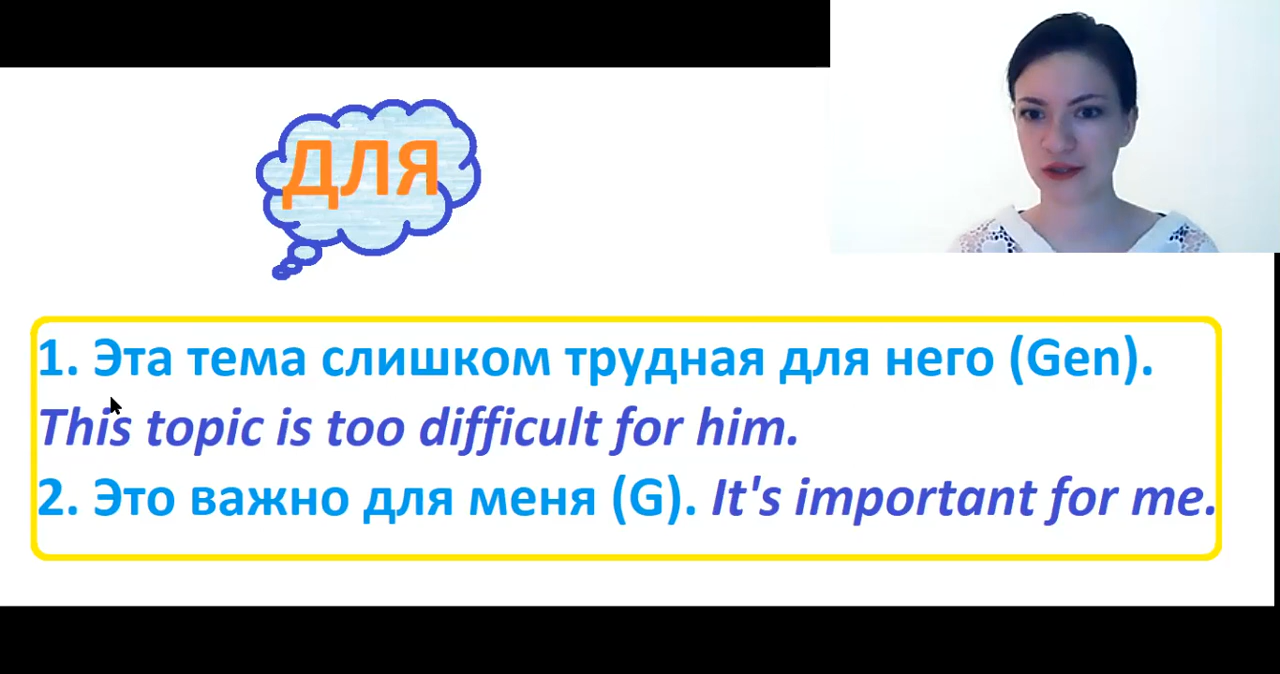 ДЛЯ
1. Эта тема слишком трудная для него (Gen).
This topic is too difficult for him.
2. Это важно для меня (G). It's important for me.